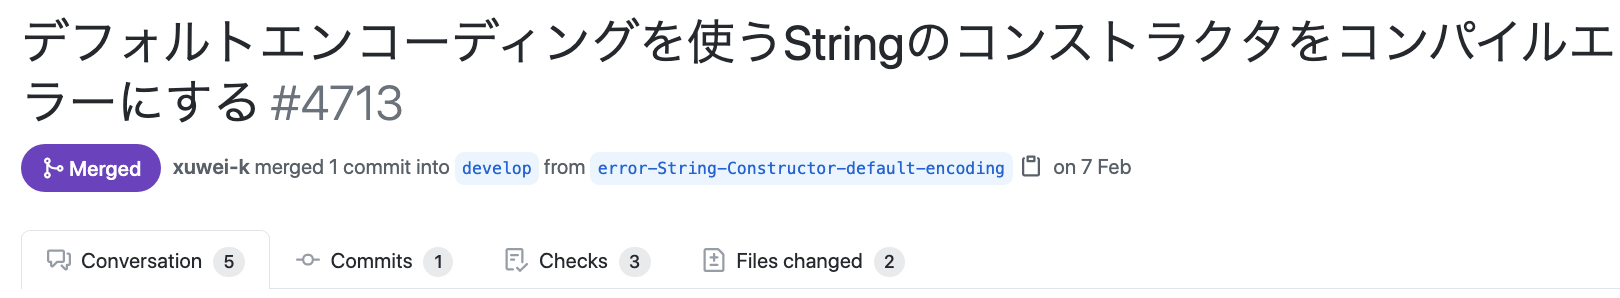 デフォルトエンコーディングを使うStringのコンストラクタをコンパイルエ
ラーにする #4713
Merged xuwei-k merged 1 commit into develop from error-String-Constructor-default-encoding on 7 Feb
Conversation 5 Commits 1 Checks 3 Files changed 2